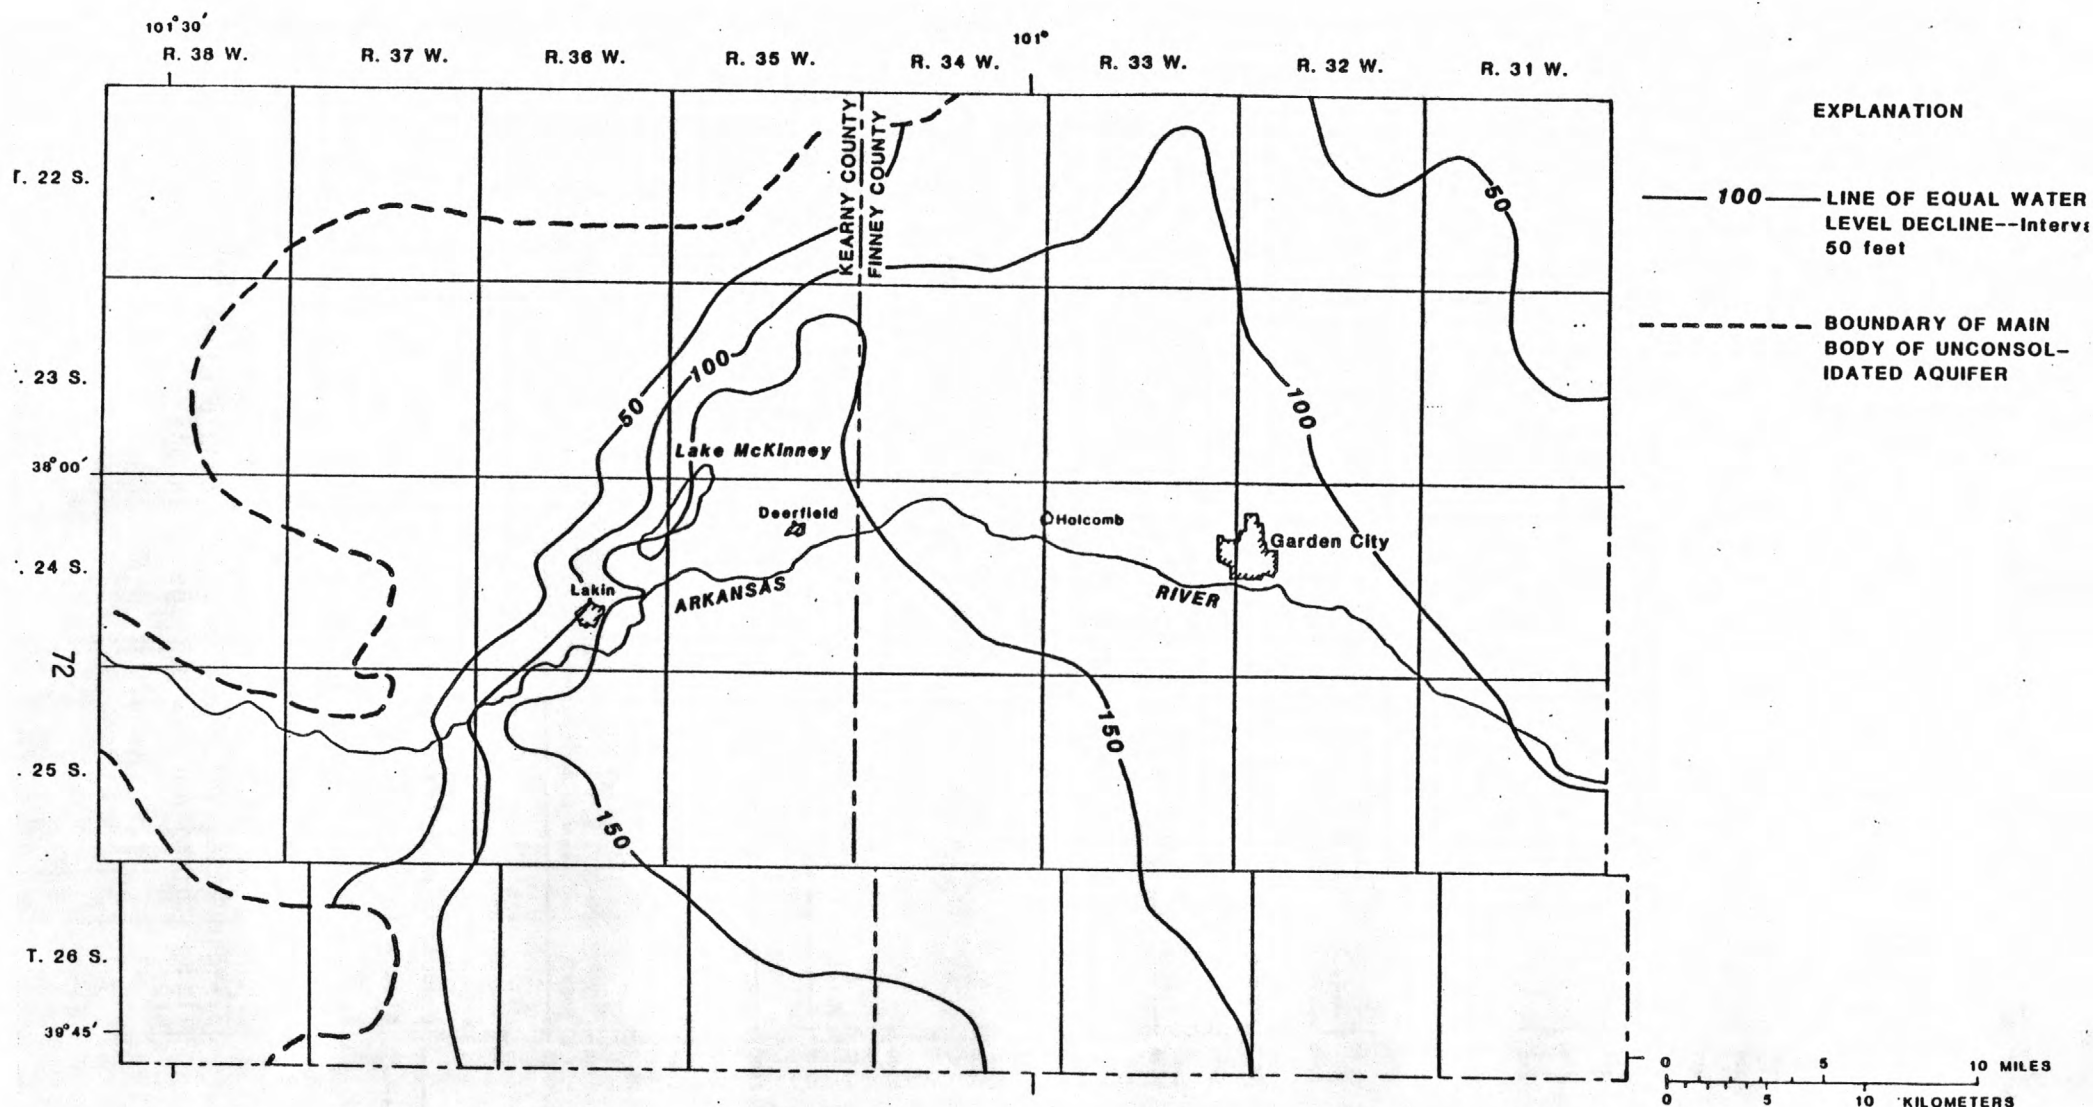 101°30'
101°
R. 38 W. R. 37 W. R. 36 W. R. 35 W. R. 34 W. R. 33 W. R. 32 W. R. 31 W.
EXPLANATION
KEARNY COUNTY
FINNEY COUNTY
T. 22 S.
50
100
LINE OF EQUAL WATER
LEVEL DECLINE--Interva
50 feet
BOUNDARY OF MAIN
BODY OF UNCONSOL-
IDATED AQUIFER
. 23 S.
100
50
100
Lake McKinney
38°00'
Deerfield
Holcomb
Garden City
. 24 S.
Lakin
ARKANSAS
RIVER
72
150
. 25 S.
150
T. 26 S.
39°45'
0 5 10 MILES
0 5 10 KILOMETERS